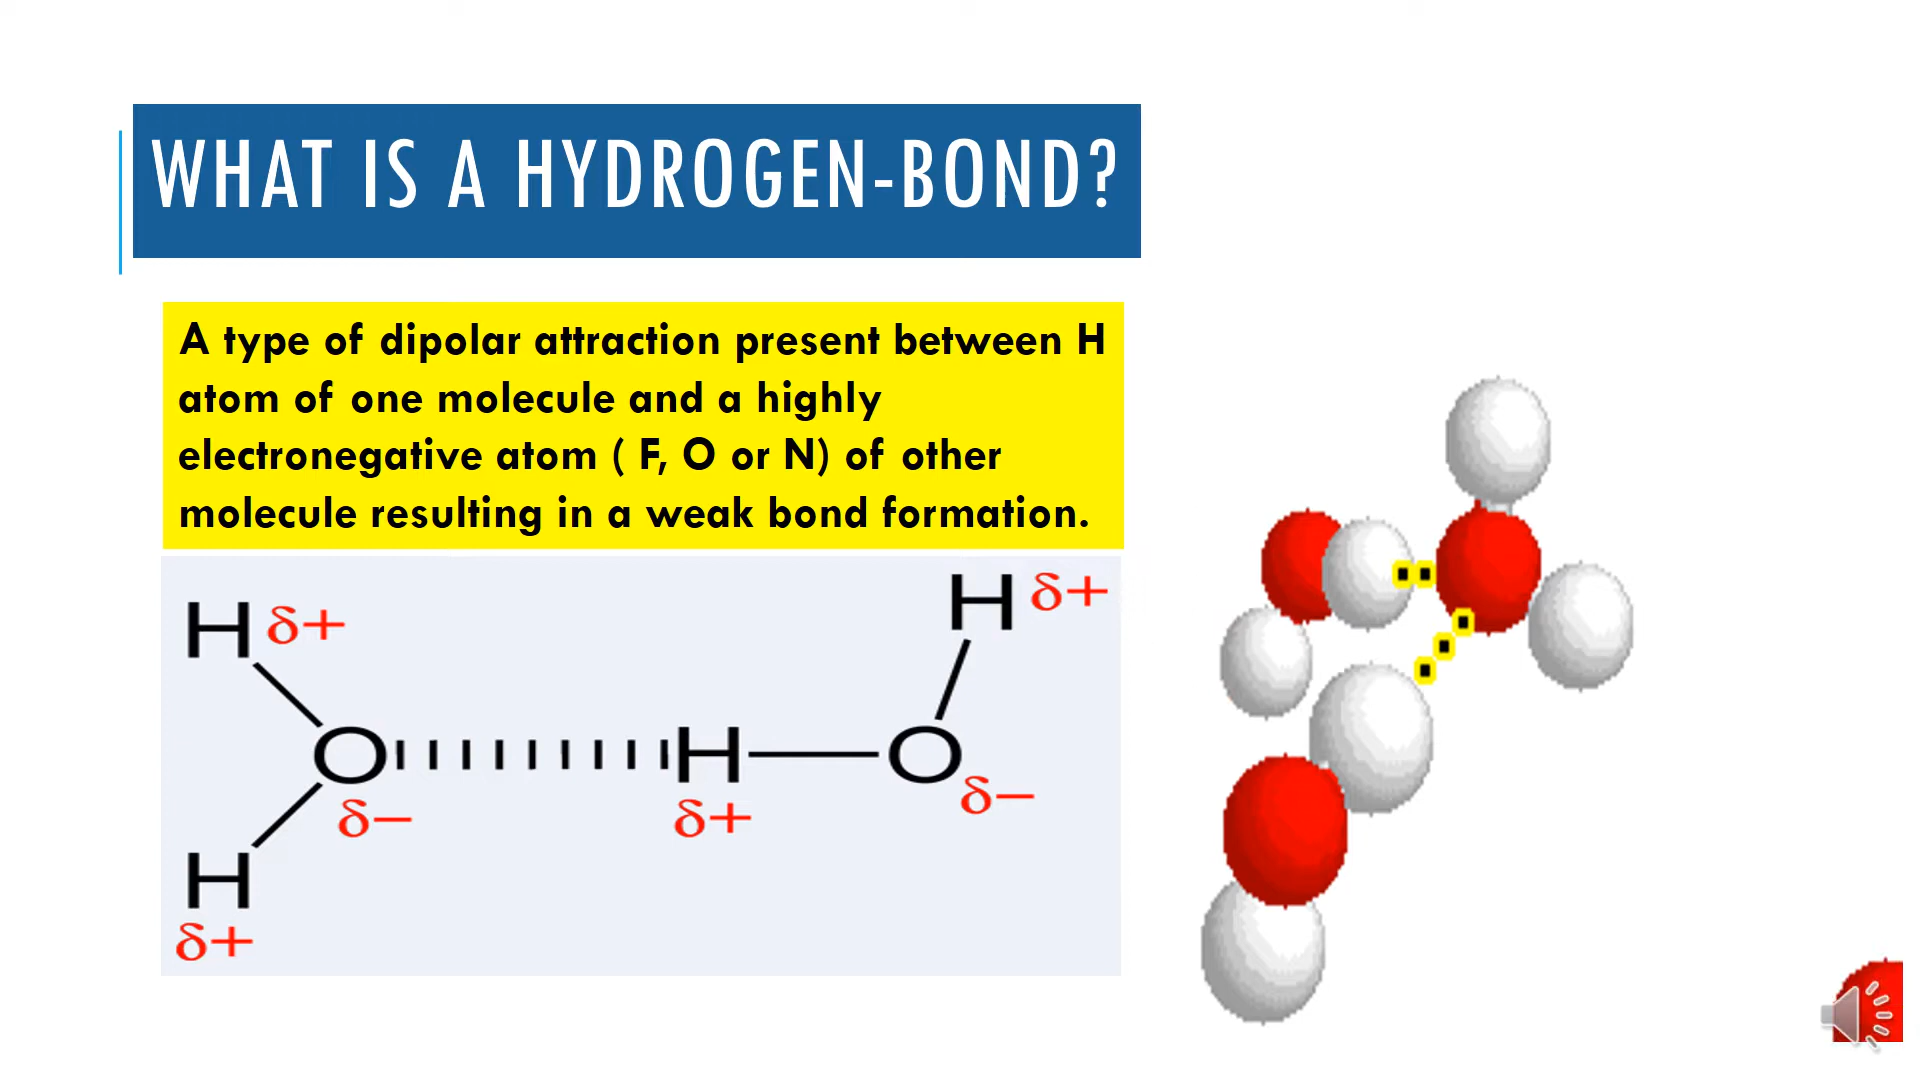 WHAT IS A HYDROGEN-BOND?
A type of dipolar attraction present between H
atom of one molecule and a highly
electronegative atom ( F, O or N) of other
molecule resulting in a weak bond formation.
H δ+
H δ+
O
H
O
δ−
δ+
δ−
H
δ+